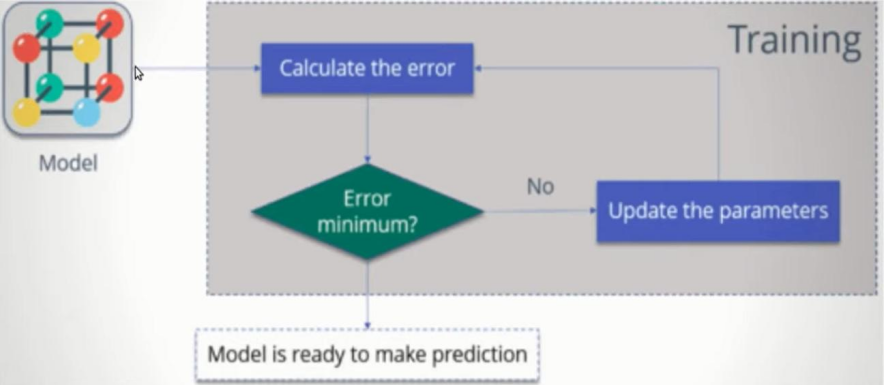 Training
Calculate the error
Model
Error
minimum?
No
Update the parameters
Model is ready to make prediction